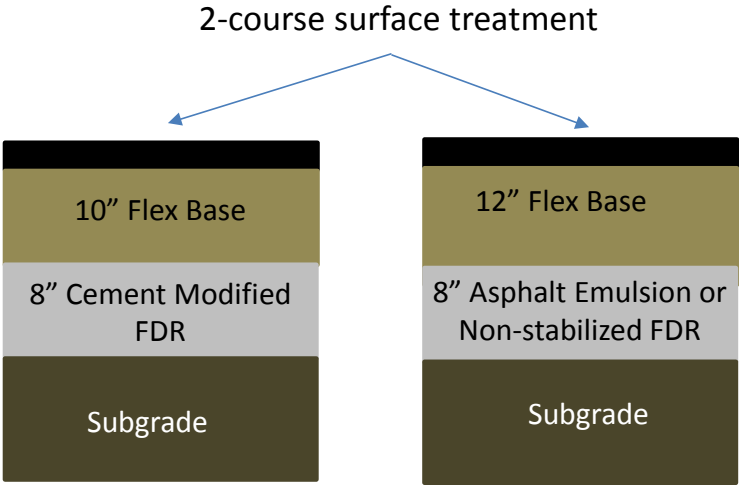 2-course surface treatment
10” Flex Base
8” Cement Modified
FDR
Subgrade
12” Flex Base
8” Asphalt Emulsion or
Non-stabilized FDR
Subgrade